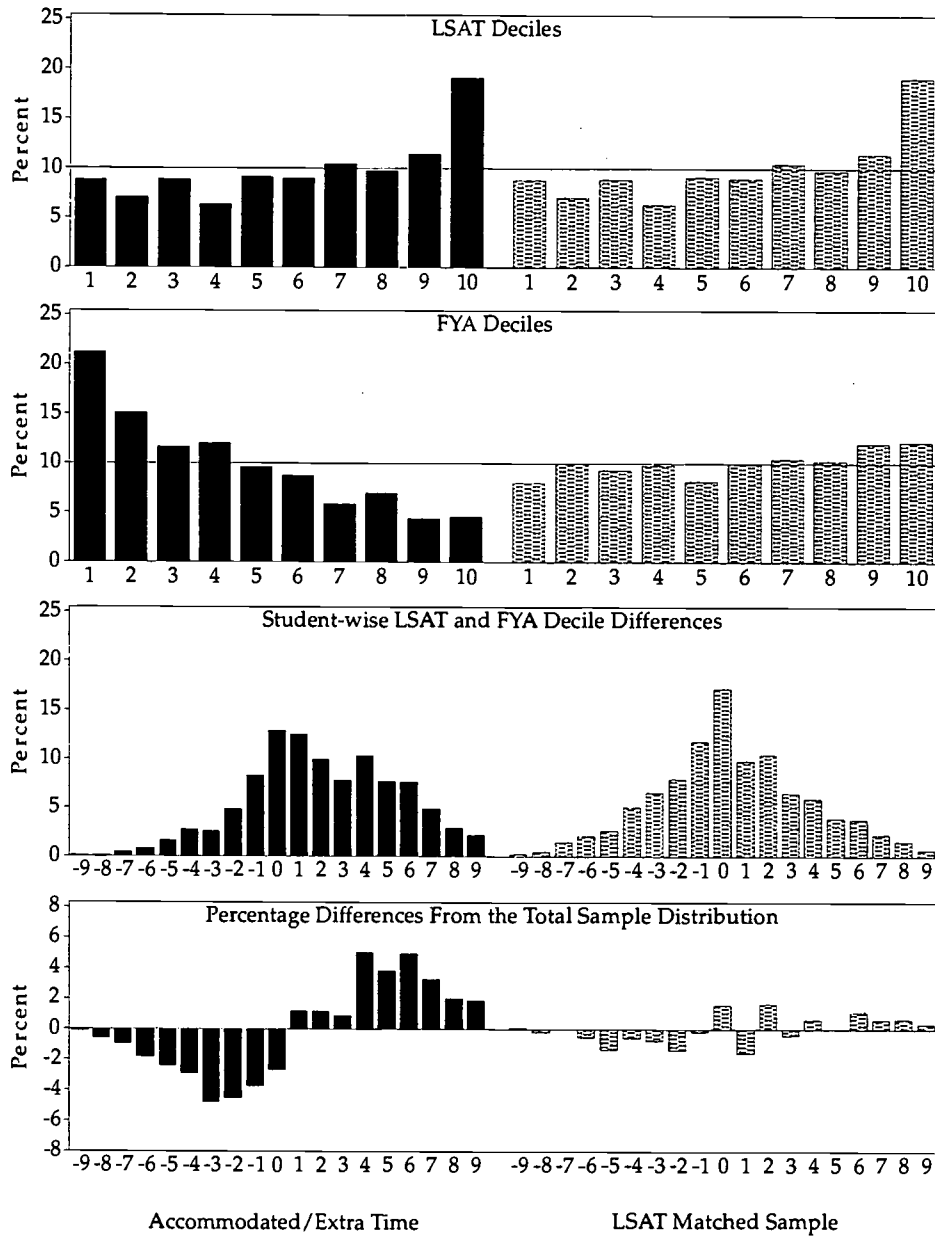 LSAT Deciles
Percent
25
20
15
10
5
0
1 2 3 4 5 6 7 8 9 10 1 2 3 4 5 6 7 8 9 10
FYA Deciles
Percent
25
20
15
10
5
0
1 2 3 4 5 6 7 8 9 10 1 2 3 4 5 6 7 8 9 10
Student-wise LSAT and FYA Decile Differences
Percent
25
20
15
10
5
0
-9 -8 -7 -6 -5 -4 -3 -2 -1 0 1 2 3 4 5 6 7 8 9 -9 -8 -7 -6 -5 -4 -3 -2 -1 0 1 2 3 4 5 6 7 8 9
Percentage Differences From the Total Sample Distribution
Percent
8
6
4
2
0
-2
-4
-6
-8
-9 -8 -7 -6 -5 -4 -3 -2 -1 0 1 2 3 4 5 6 7 8 9 -9 -8 -7 -6 -5 -4 -3 -2 -1 0 1 2 3 4 5 6 7 8 9
Accommodated/Extra Time LSAT Matched Sample